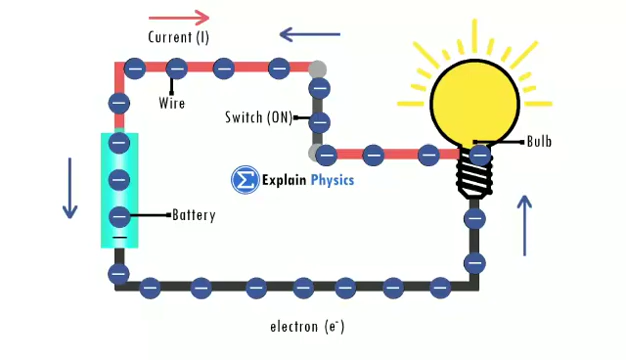 Current (I)
Wire
Switch (ON)
Bulb
Explain Physics
Battery
electron (e⁻)